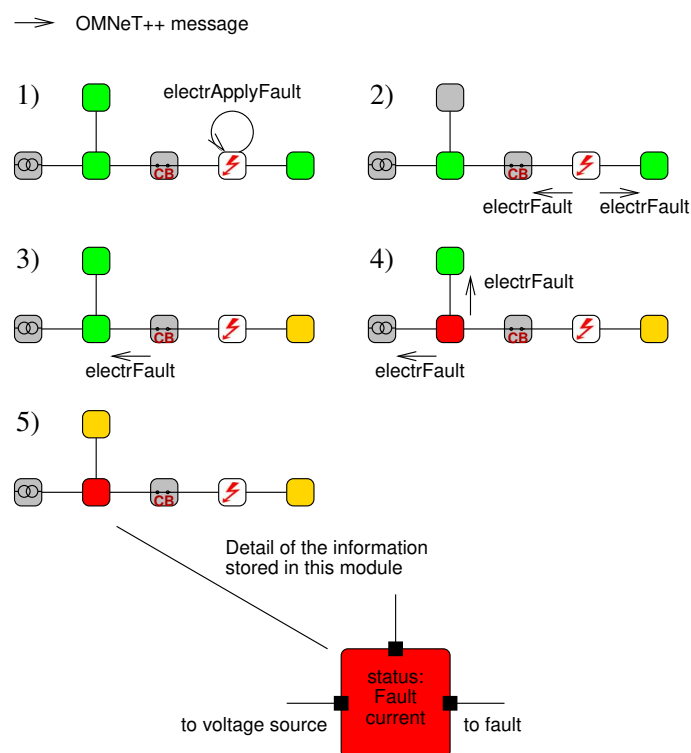 OMNeT++ message
1)
electrApplyFault
CB
2)
CB
electrFault
electrFault
3)
CB
electrFault
4)
electrFault
CB
electrFault
5)
CB
Detail of the information
stored in this module
status:
Fault
current
to voltage source
to fault